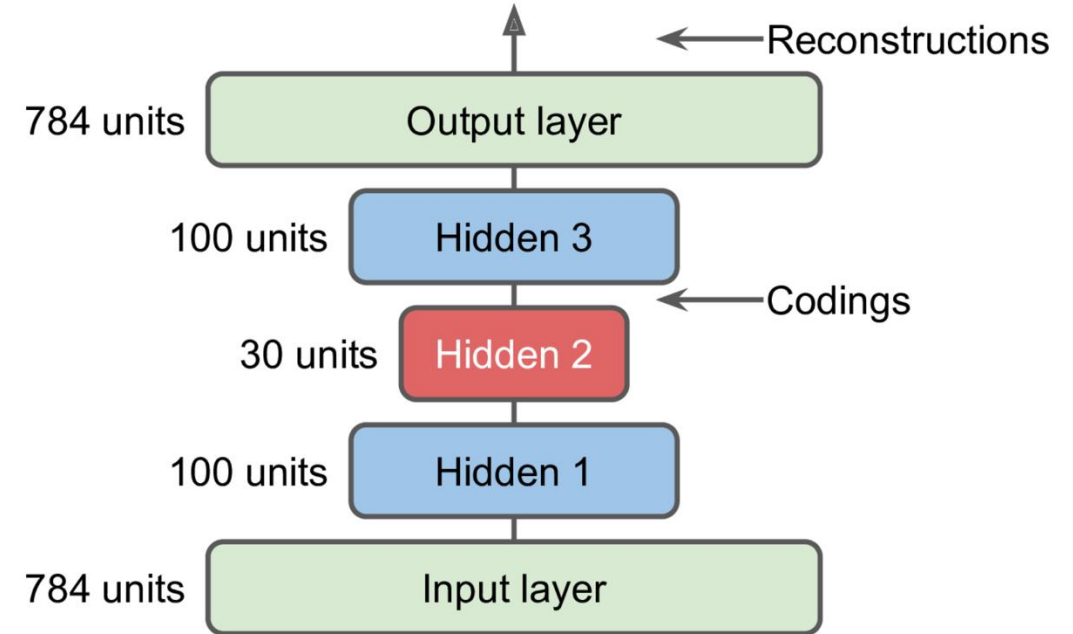 Reconstructions
784 units
Output layer
100 units
Hidden 3
Codings
30 units
Hidden 2
100 units
Hidden 1
784 units
Input layer